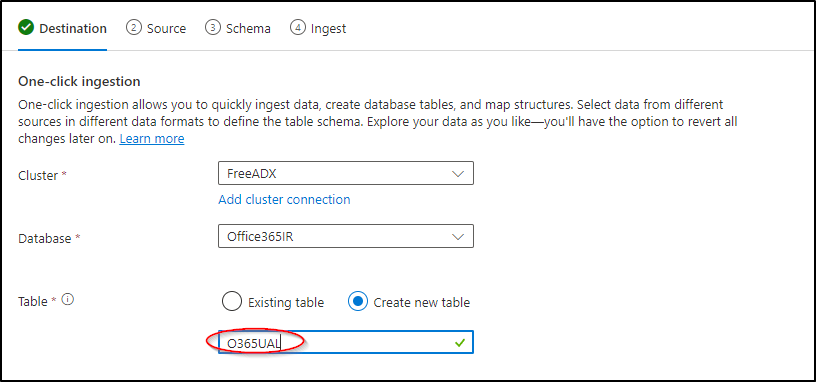 Destination 2 Source 3 Schema 4 Ingest
One-click ingestion
One-click ingestion allows you to quickly ingest data, create database tables, and map structures. Select data from different
sources in different data formats to define the table schema. Explore your data as you like—you'll have the option to revert all
changes later on. Learn more
Cluster * FreeADX
Add cluster connection
Database * Office365IR
Table * Existing table Create new table
O365UAL